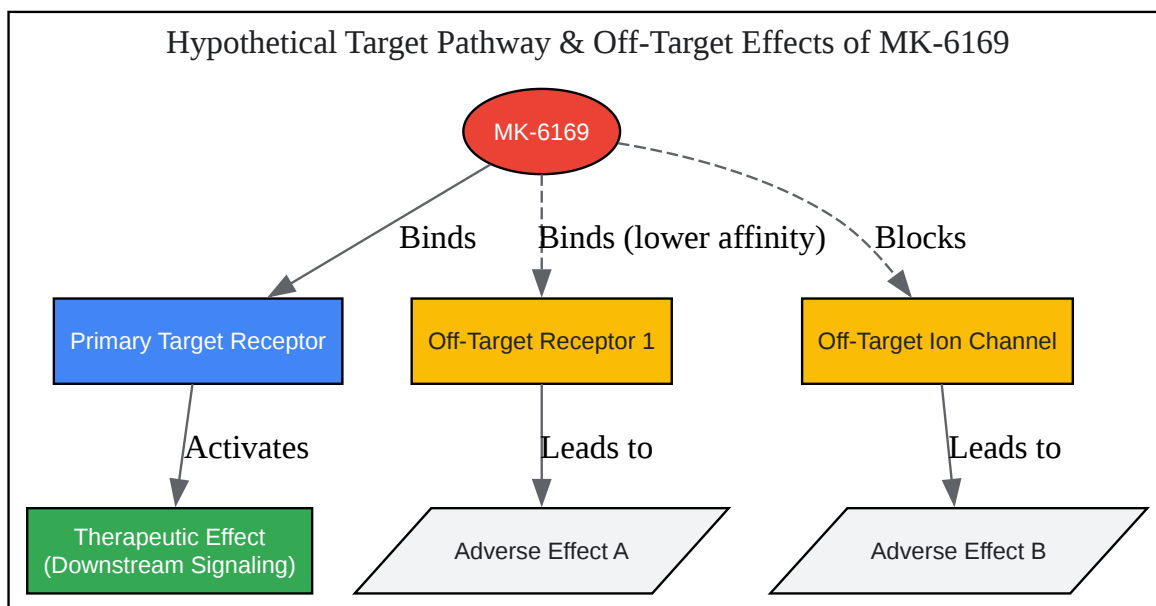 Hypothetical Target Pathway & Off-Target Effects of MK-6169
MK-6169
Binds
Binds (lower affinity)
Blocks
Primary Target Receptor
Off-Target Receptor 1
Off-Target Ion Channel
Activates
Leads to
Leads to
Therapeutic Effect
(Downstream Signaling)
Adverse Effect A
Adverse Effect B